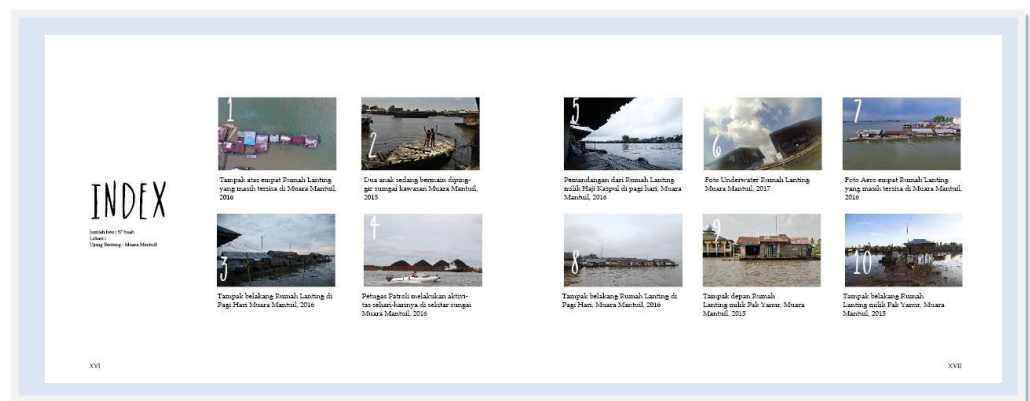 INDEX
Jumlah foto : 57 buah
Lokasi :
Ujung Benteng - Muara Mantuil
1
Tampak atas empat Rumah Lanting
yang masih tersisa di Muara Mantuil,
2016
2
Dua anak sedang bermain diping-
gir sumgai kawasan Muara Mantuil,
2015
3
Tampak belakang Rumah Lanting di
Pagi Hari Muara Mantuil, 2016
4
Petugas Patroli melakukan aktivi-
tas sehari-harinya di sekitar sungai
Muara Mantuil, 2016
5
Pemandangan dari Rumah Lanting
milik Haji Kaspul di pagi hari, Muara
Mantuil, 2016
6
Foto Underwater Rumah Lanting
Muara Mantuil, 2017
7
Foto Aero empat Rumah Lanting
yang masih tersisa di Muara Mantuil,
2016
8
Tampak belakang Rumah Lanting di
Pagi Hari, Muara Mantuil, 2016
9
Tampak depan Rumah
Lanting milik Pak Yamur, Muara
Mantuil, 2015
10
Tampak belakang Rumah
Lanting milik Pak Yamur, Muara
Mantuil, 2015
XVI
XVII